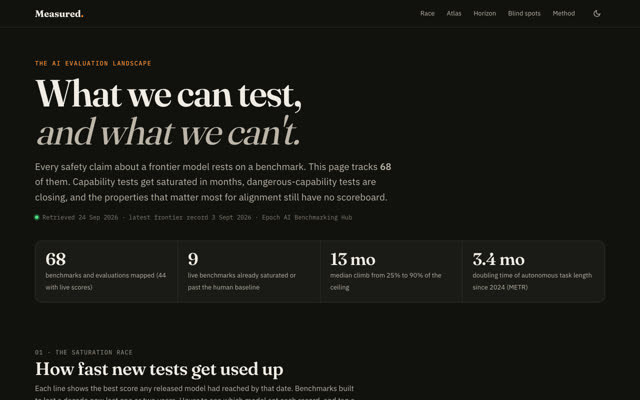 Measured.
Race Atlas Horizon Blind spots Method
THE AI EVALUATION LANDSCAPE
What we can test,
and what we can't.
Every safety claim about a frontier model rests on a benchmark. This page tracks 68
of them. Capability tests get saturated in months, dangerous-capability tests are
closing, and the properties that matter most for alignment still have no scoreboard.
Retrieved 24 Sep 2026 · latest frontier record 3 Sept 2026 · Epoch AI Benchmarking Hub
68
benchmarks and evaluations mapped (44
with live scores)
9
live benchmarks already saturated or
past the human baseline
13 mo
median climb from 25% to 90% of the
ceiling
3.4 mo
doubling time of autonomous task length
since 2024 (METR)
01 · THE SATURATION RACE
How fast new tests get used up
Each line shows the best score any released model had reached by that date. Benchmarks built